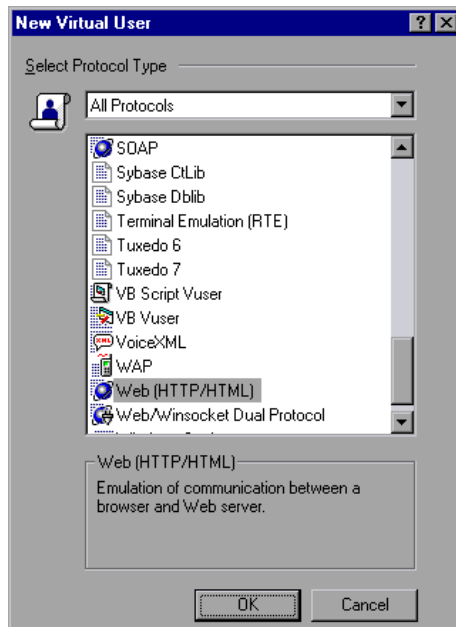 New Virtual User
Select Protocol Type
All Protocols
SOAP
Sybase CtLib
Sybase Dblib
Terminal Emulation (RTE)
Tuxedo 6
Tuxedo 7
VB Script Vuser
VB Vuser
VoiceXML
WAP
Web (HTTP/HTML)
Web/Winsocket Dual Protocol
Web (HTTP/HTML)
Emulation of communication between a
browser and Web server.
OK Cancel